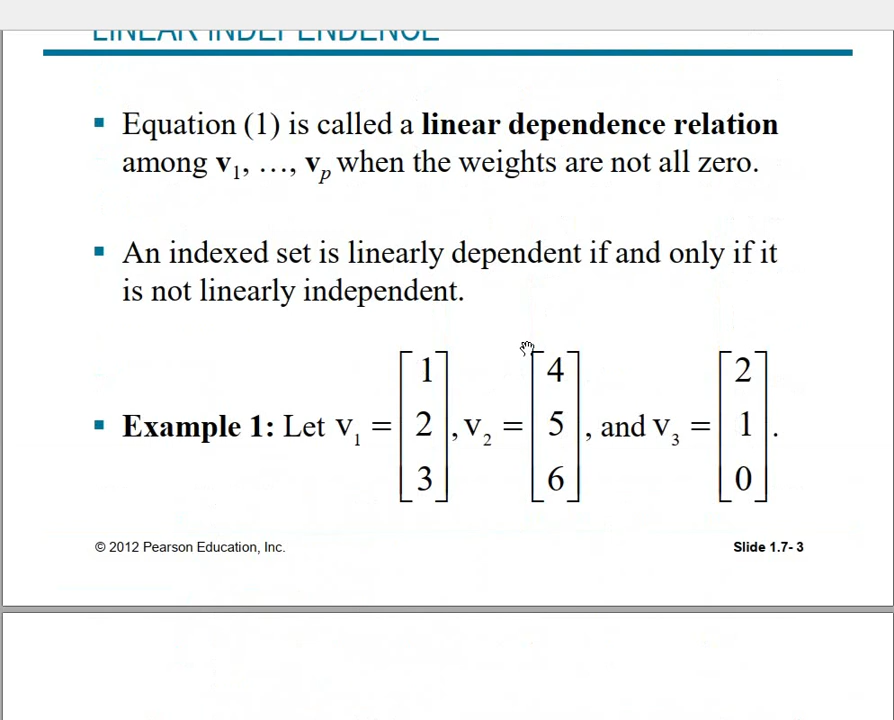 LINEAR INDEPENDENCE
Equation (1) is called a linear dependence relation
among v₁, …, vₚ when the weights are not all zero.
An indexed set is linearly dependent if and only if it
is not linearly independent.
Example 1: Let v₁ = [1 2 3], v₂ = [4 5 6], and v₃ = [2 1 0].
© 2012 Pearson Education, Inc.
Slide 1.7- 3